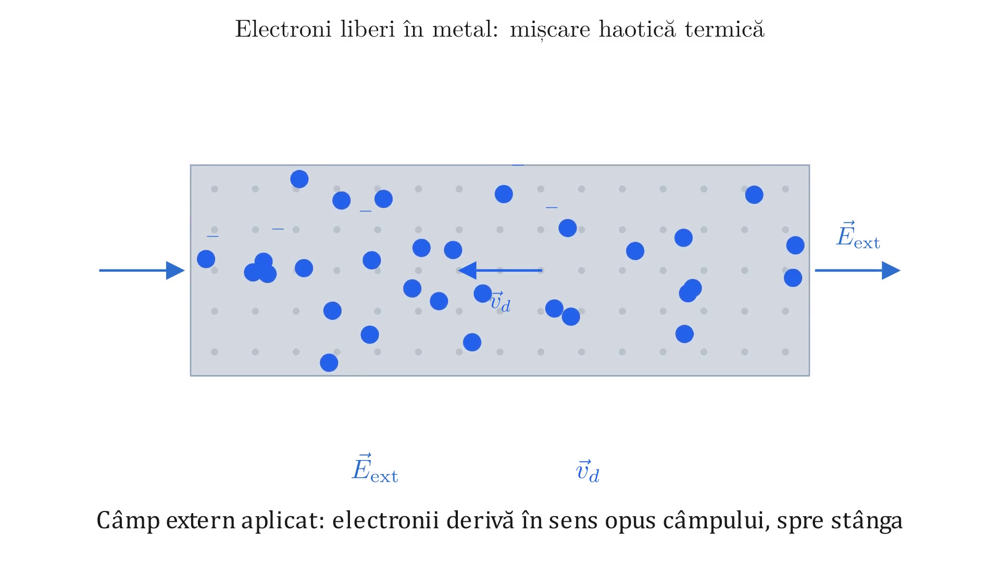 Electroni liberi în metal: mișcare haotică termică
$\vec{E}_{\text{ext}}$
$\vec{v}_d$
$\vec{E}_{\text{ext}}$ $\vec{v}_d$
Câmp extern aplicat: electronii derivă în sens opus câmpului, spre stânga